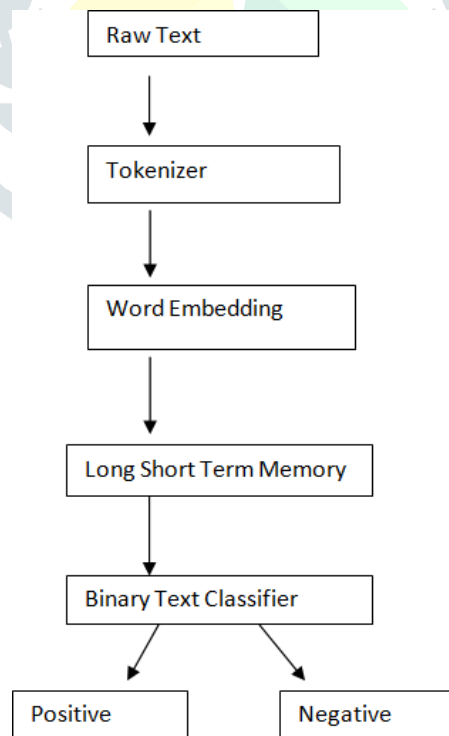 Raw Text
Tokenizer
Word Embedding
Long Short Term Memory
Binary Text Classifier
Positive
Negative